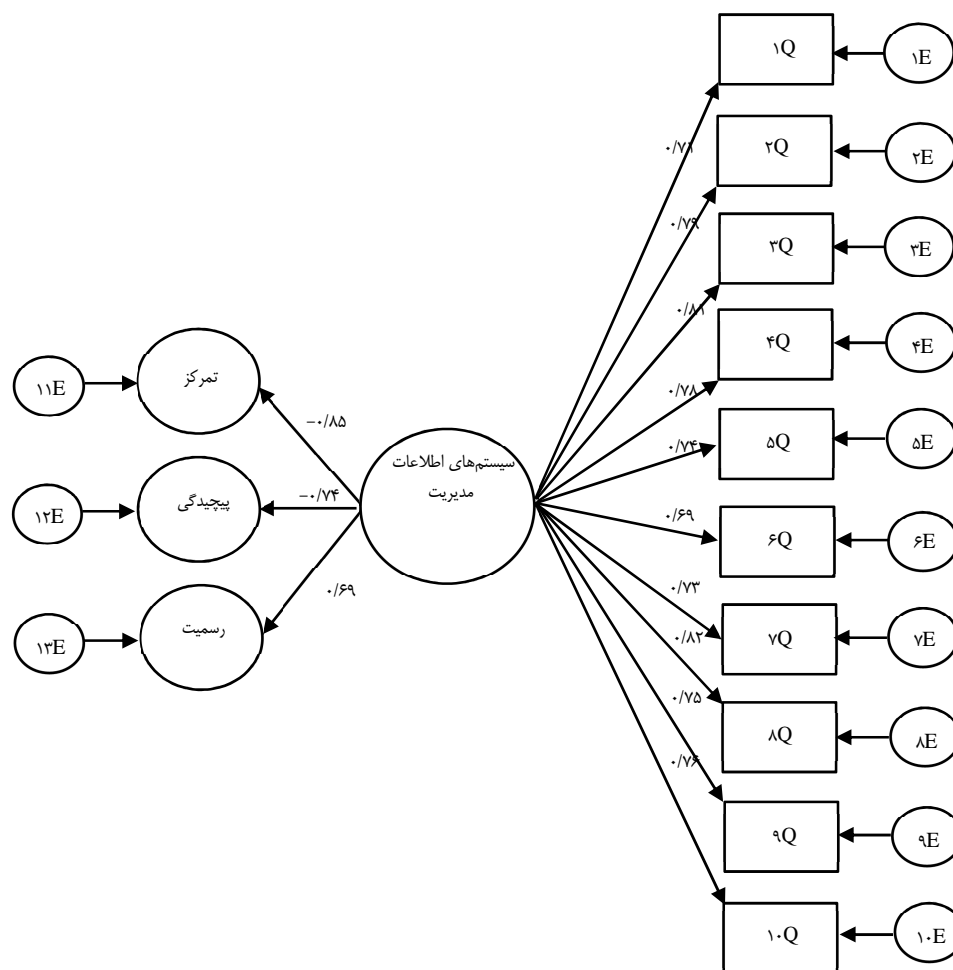 ۱Q
۱E
۰/۷۱
۲Q
۲E
۰/۷۹
۳Q
۳E
۰/۸۱
۴Q
۴E
۰/۷۸
۵Q
۵E
۰/۷۴
۶Q
۶E
۰/۶۹
۷Q
۷E
۰/۷۳
۸Q
۸E
۰/۸۲
۹Q
۹E
۰/۷۵
۱۰Q
۱۰E
۰/۷۶
سیستم‌های اطلاعات
مدیریت
-۰/۸۵
تمرکز
۱۱E
-۰/۷۴
پیچیدگی
۱۲E
۰/۶۹
رسمیت
۱۳E